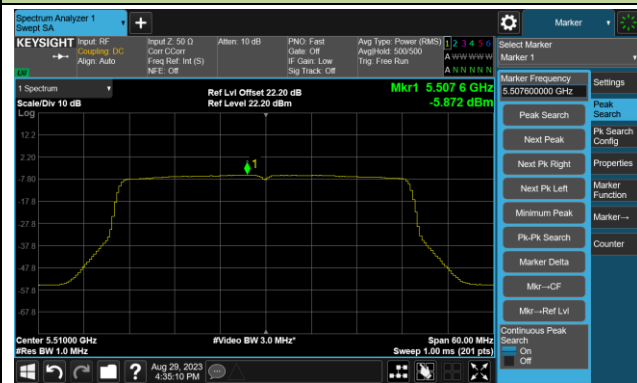 Spectrum Analyzer 1
Swept SA
+
Marker
KEYSIGHT
Input: RF
Coupling: DC
Align: Auto
Input Z: 50 Ω
Corr CCorr
Freq Ref: Int (S)
NFE: Off
Atten: 10 dB
PNO: Fast
Gate: Off
IF Gain: Low
Sig Track: Off
Avg Type: Power (RMS)
Avg|Hold: 500/500
Trig: Free Run
1 2 3 4 5 6
A W W W W W
A N N N N N
Select Marker
Marker 1
LXI
1 Spectrum
Scale/Div 10 dB
Log
Ref Lvl Offset 22.20 dB
Ref Level 22.20 dBm
Mkr1 5.507 6 GHz
-5.872 dBm
12.2
2.20
-7.80
-17.8
-27.8
-37.8
-47.8
-57.8
-67.8
1
Center 5.51000 GHz
#Res BW 1.0 MHz
#Video BW 3.0 MHz*
Span 60.00 MHz
Sweep 1.00 ms (201 pts)
Marker Frequency
5.507600000 GHz
Peak Search
Next Peak
Next Pk Right
Next Pk Left
Minimum Peak
Pk-Pk Search
Marker Delta
Mkr→CF
Mkr→Ref Lvl
Continuous Peak
Search
On
Off
Settings
Peak
Search
Pk Search
Config
Properties
Marker
Function
Marker→
Counter
?
Aug 29, 2023
4:35:10 PM